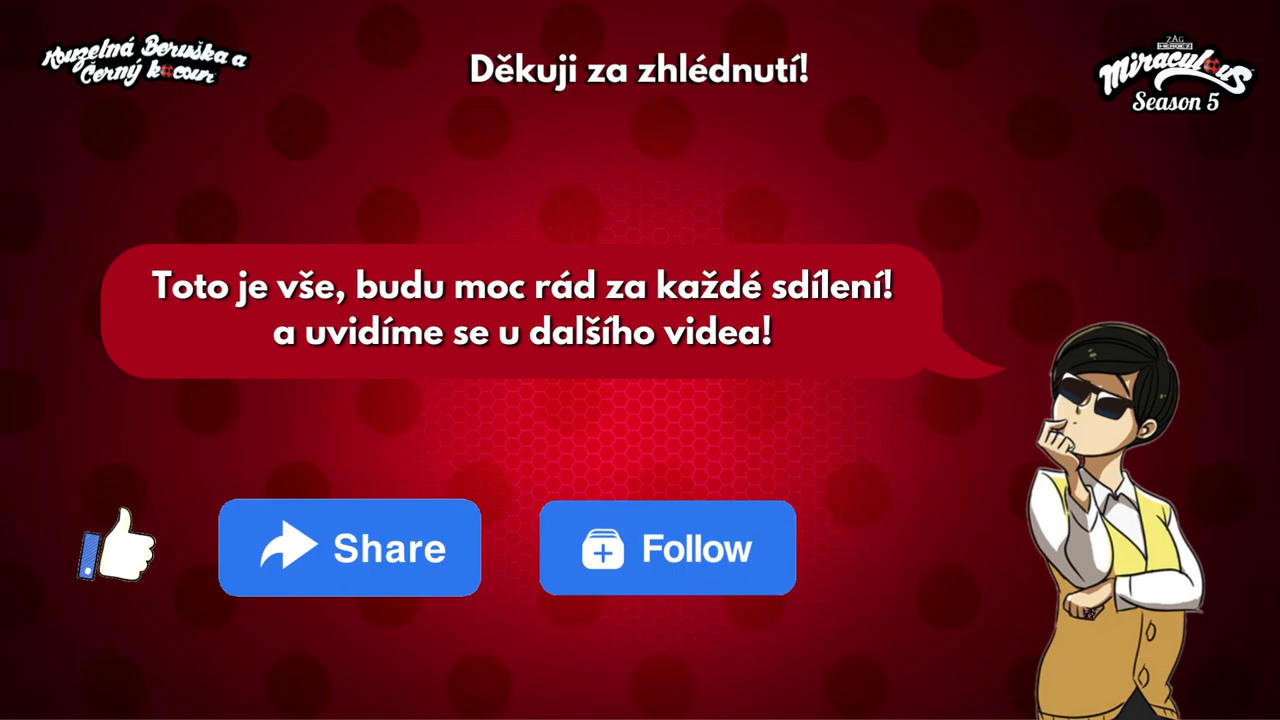 Kouzelná Beruška a
Černý kocour
Děkuji za zhlédnutí!
ZAG
HEROEZ
Miraculous
Season 5
Toto je vše, budu moc rád za každé sdílení!
a uvidíme se u dalšího videa!
Share
Follow